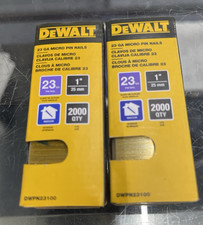 DEWALT
23 GA MICRO PIN NAILS
CLAVOS DE MICRO
CLAVIJA CALIBRE 23
CLOUS À MICRO
BROCHE DE CALIBRE 23
23
1"
25 mm
2000
QTY
DEWALT
23 GA MICRO PIN NAILS
CLAVOS DE MICRO
CLAVIJA CALIBRE 23
CLOUS À MICRO
BROCHE DE CALIBRE 23
23
1"
25 mm
2000
QTY